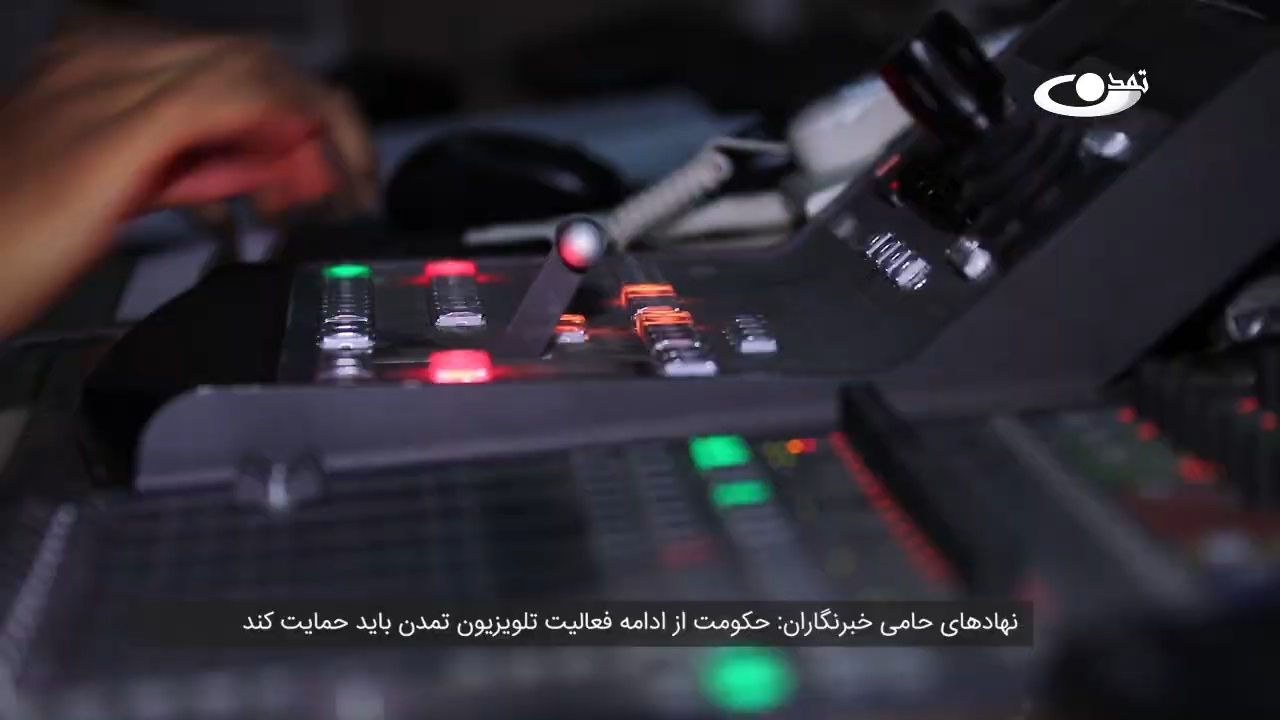 تمدن
نهادهای حامی خبرنگاران: حکومت از ادامه فعالیت تلویزیون تمدن باید حمایت کند